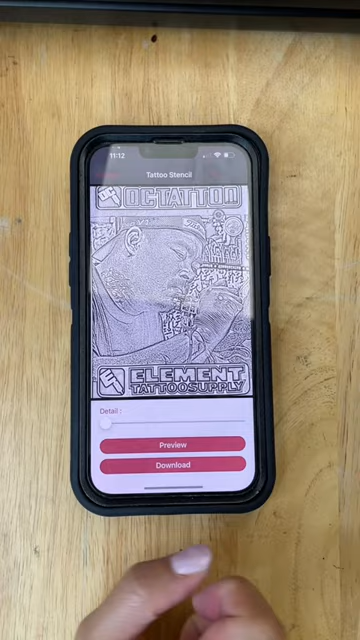 11:12
Tattoo Stencil
OCTATTOO
ELEMENT
TATTOOSUPPLY
Detail :
Preview
Download